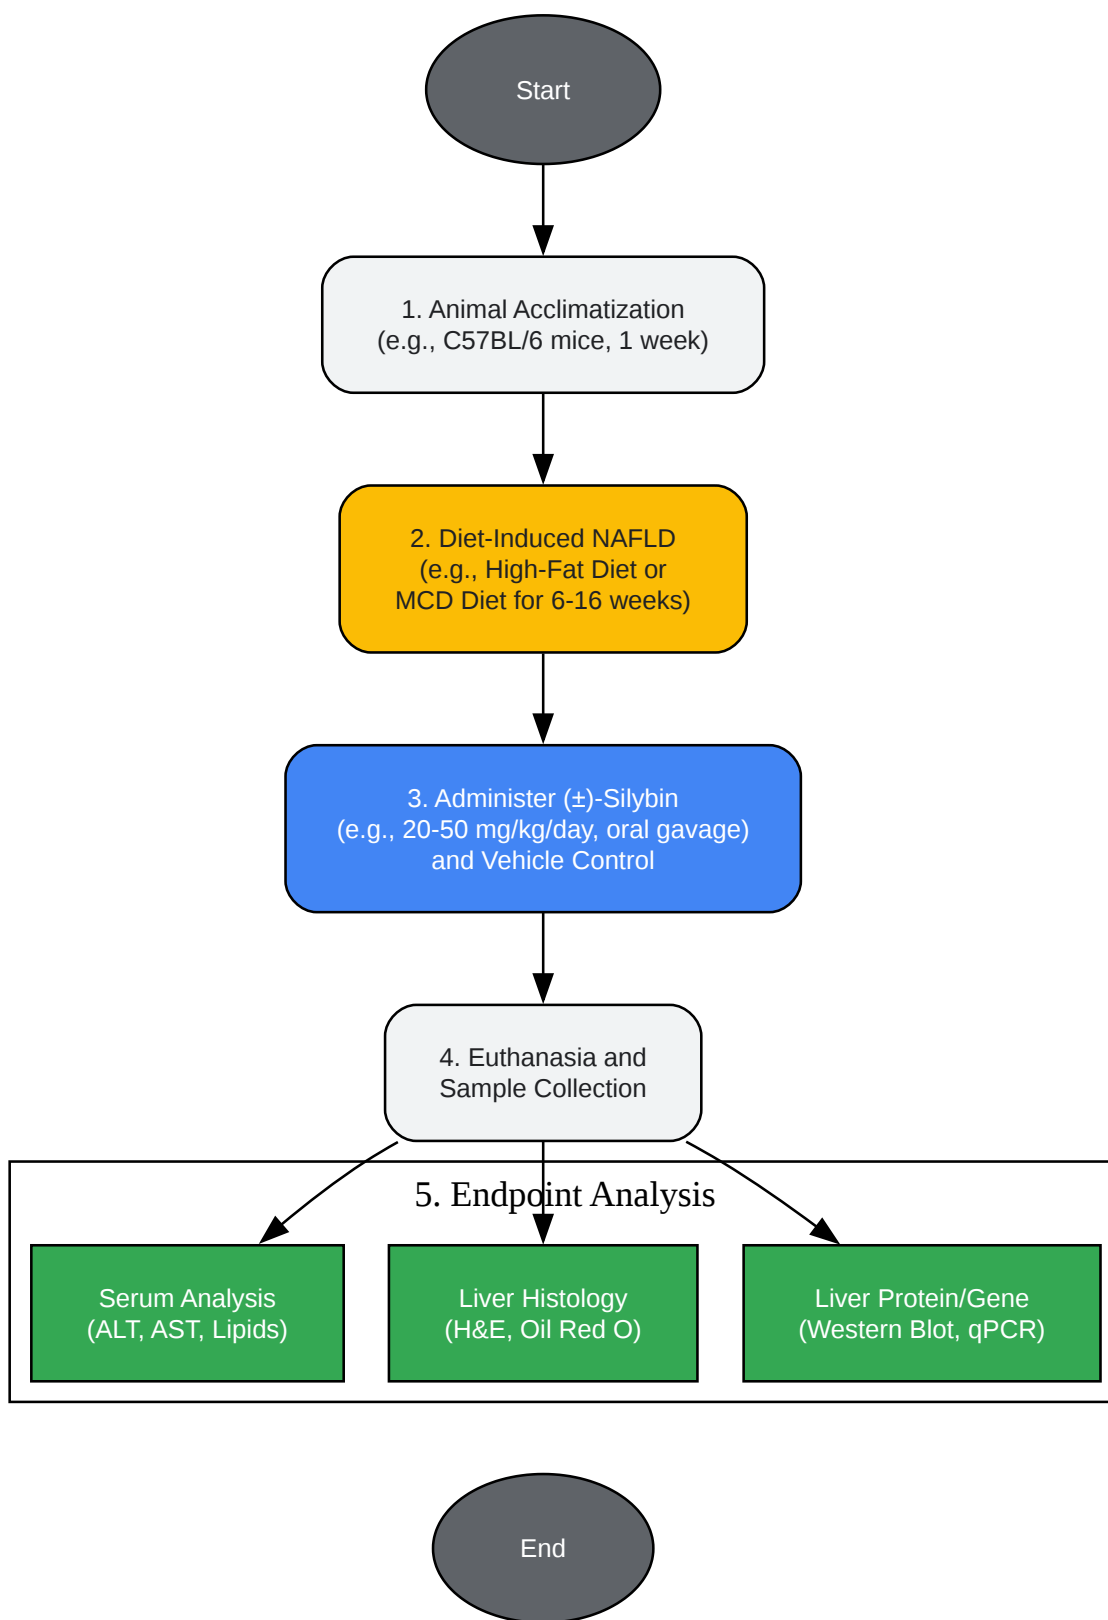 Start
1. Animal Acclimatization
(e.g., C57BL/6 mice, 1 week)
2. Diet-Induced NAFLD
(e.g., High-Fat Diet or
MCD Diet for 6-16 weeks)
3. Administer (±)-Silybin
(e.g., 20-50 mg/kg/day, oral gavage)
and Vehicle Control
4. Euthanasia and
Sample Collection
5. Endpoint Analysis
Serum Analysis
(ALT, AST, Lipids)
Liver Histology
(H&E, Oil Red O)
Liver Protein/Gene
(Western Blot, qPCR)
End